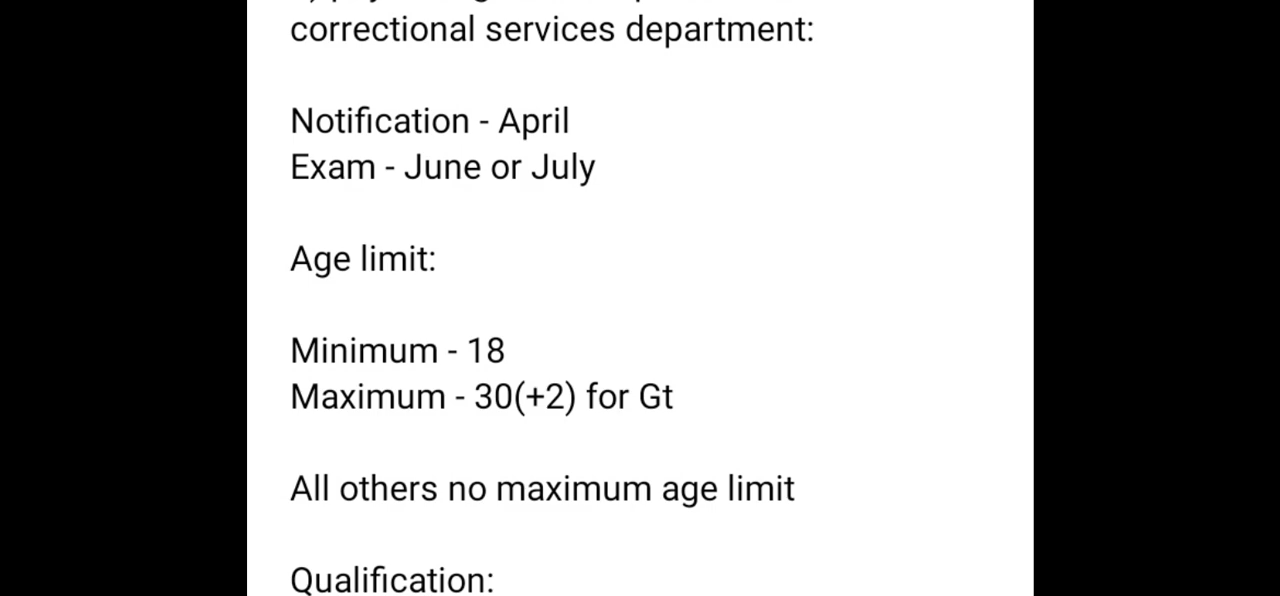 correctional services department:
Notification - April
Exam - June or July
Age limit:
Minimum - 18
Maximum - 30(+2) for Gt
All others no maximum age limit
Qualification: